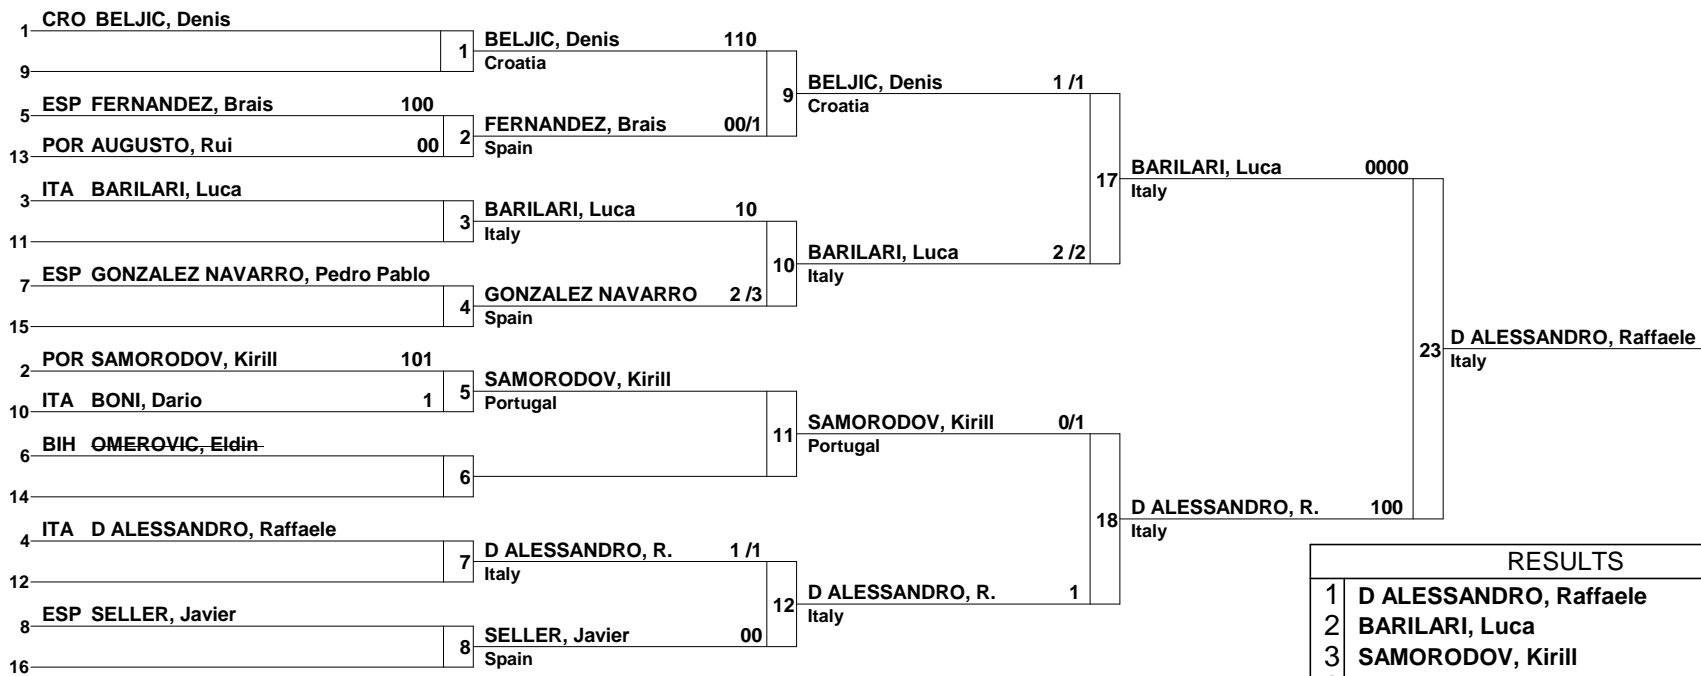 1 CRO BELJIC, Denis
9
1 BELJIC, Denis 110
Croatia
5 ESP FERNANDEZ, Brais 100
13 POR AUGUSTO, Rui 00
2 FERNANDEZ, Brais 00/1
Spain
9 BELJIC, Denis 1 /1
Croatia
3 ITA BARILARI, Luca
11
3 BARILARI, Luca 10
Italy
7 ESP GONZALEZ NAVARRO, Pedro Pablo
15
4 GONZALEZ NAVARRO 2 /3
Spain
10 BARILARI, Luca 2 /2
Italy
17 BARILARI, Luca 0000
Italy
2 POR SAMORODOV, Kirill 101
10 ITA BONI, Dario 1
5 SAMORODOV, Kirill
Portugal
6 BIH OMEROVIC, Eldin
14
6
11 SAMORODOV, Kirill 0/1
Portugal
4 ITA D ALESSANDRO, Raffaele
12
7 D ALESSANDRO, R. 1 /1
Italy
8 ESP SELLER, Javier
16
8 SELLER, Javier 00
Spain
12 D ALESSANDRO, R. 1
Italy
18 D ALESSANDRO, R. 100
Italy
23 D ALESSANDRO, Raffaele
Italy
RESULTS
1 D ALESSANDRO, Raffaele
2 BARILARI, Luca
3 SAMORODOV, Kirill